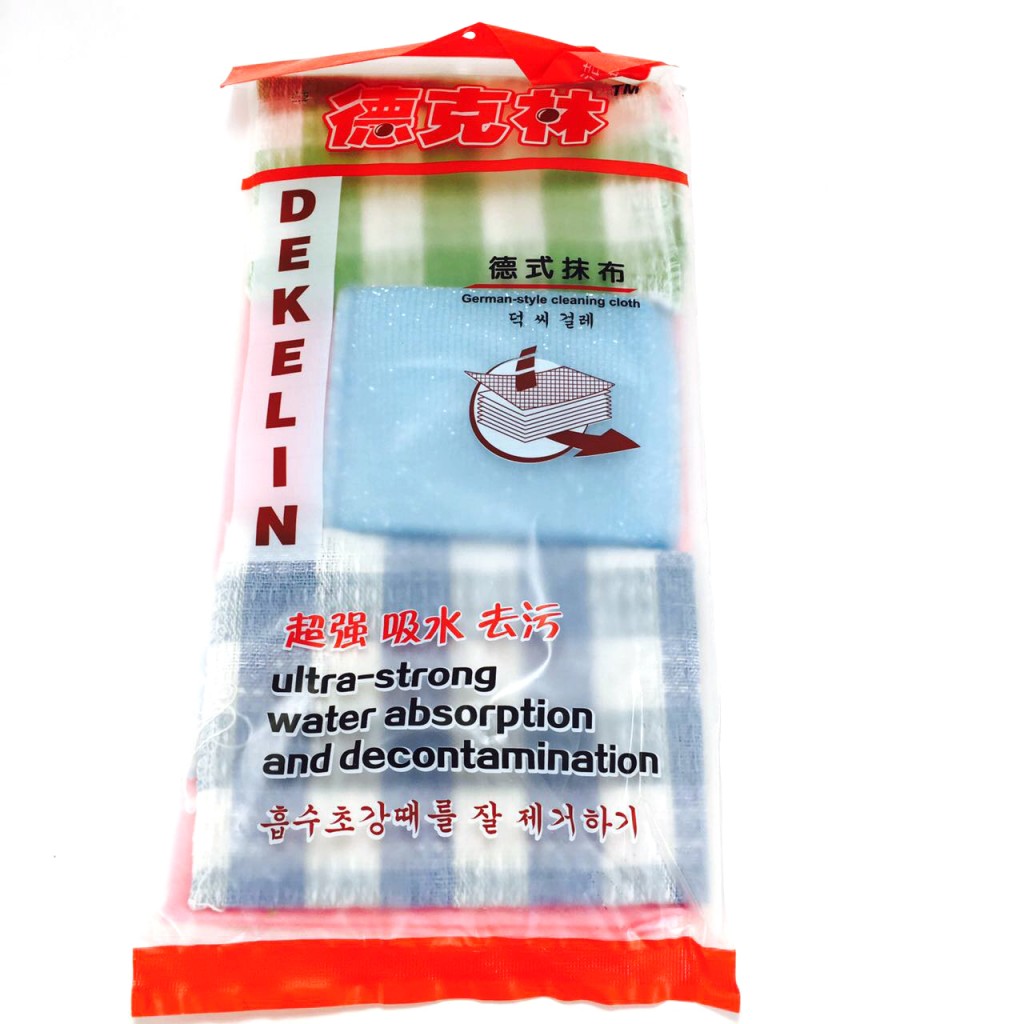 德克林
TM
DEKELIN
德式抹布
German-style cleaning cloth
덕 씨 걸레
超强 吸水 去污
ultra-strong
water absorption
and decontamination
흡수초강때를 잘 제거하기